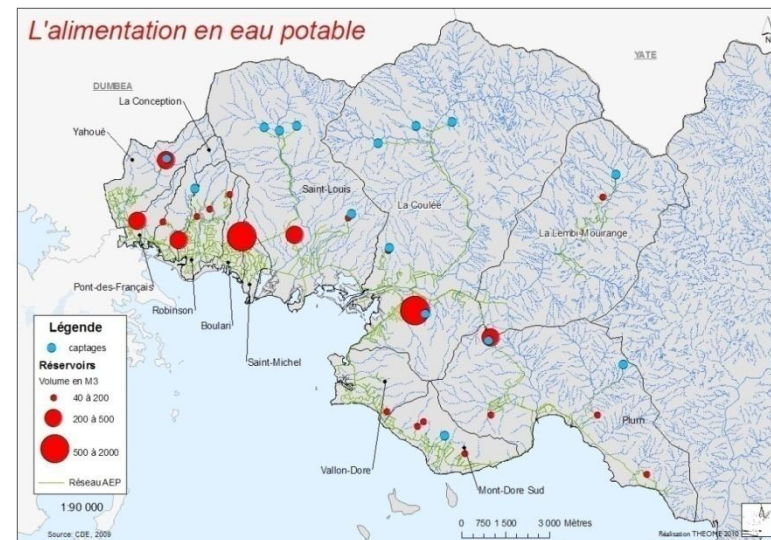 L'alimentation en eau potable
N
YATE
DUMBEA
La Conception
Yahoué
Saint-Louis
La Coulée
La Lembi-Mouirange
Pont-des-Français
Robinson
Boulari
Saint-Michel
Plum
Vallon-Dore
Mont-Dore Sud
Légende
captages
Réservoirs
Volume en M3
40 à 200
200 à 500
500 à 2000
Réseau AEP
1:90 000
Source: CDE, 2009
0 750 1 500 3 000 Mètres
Réalisation THEOME 2010